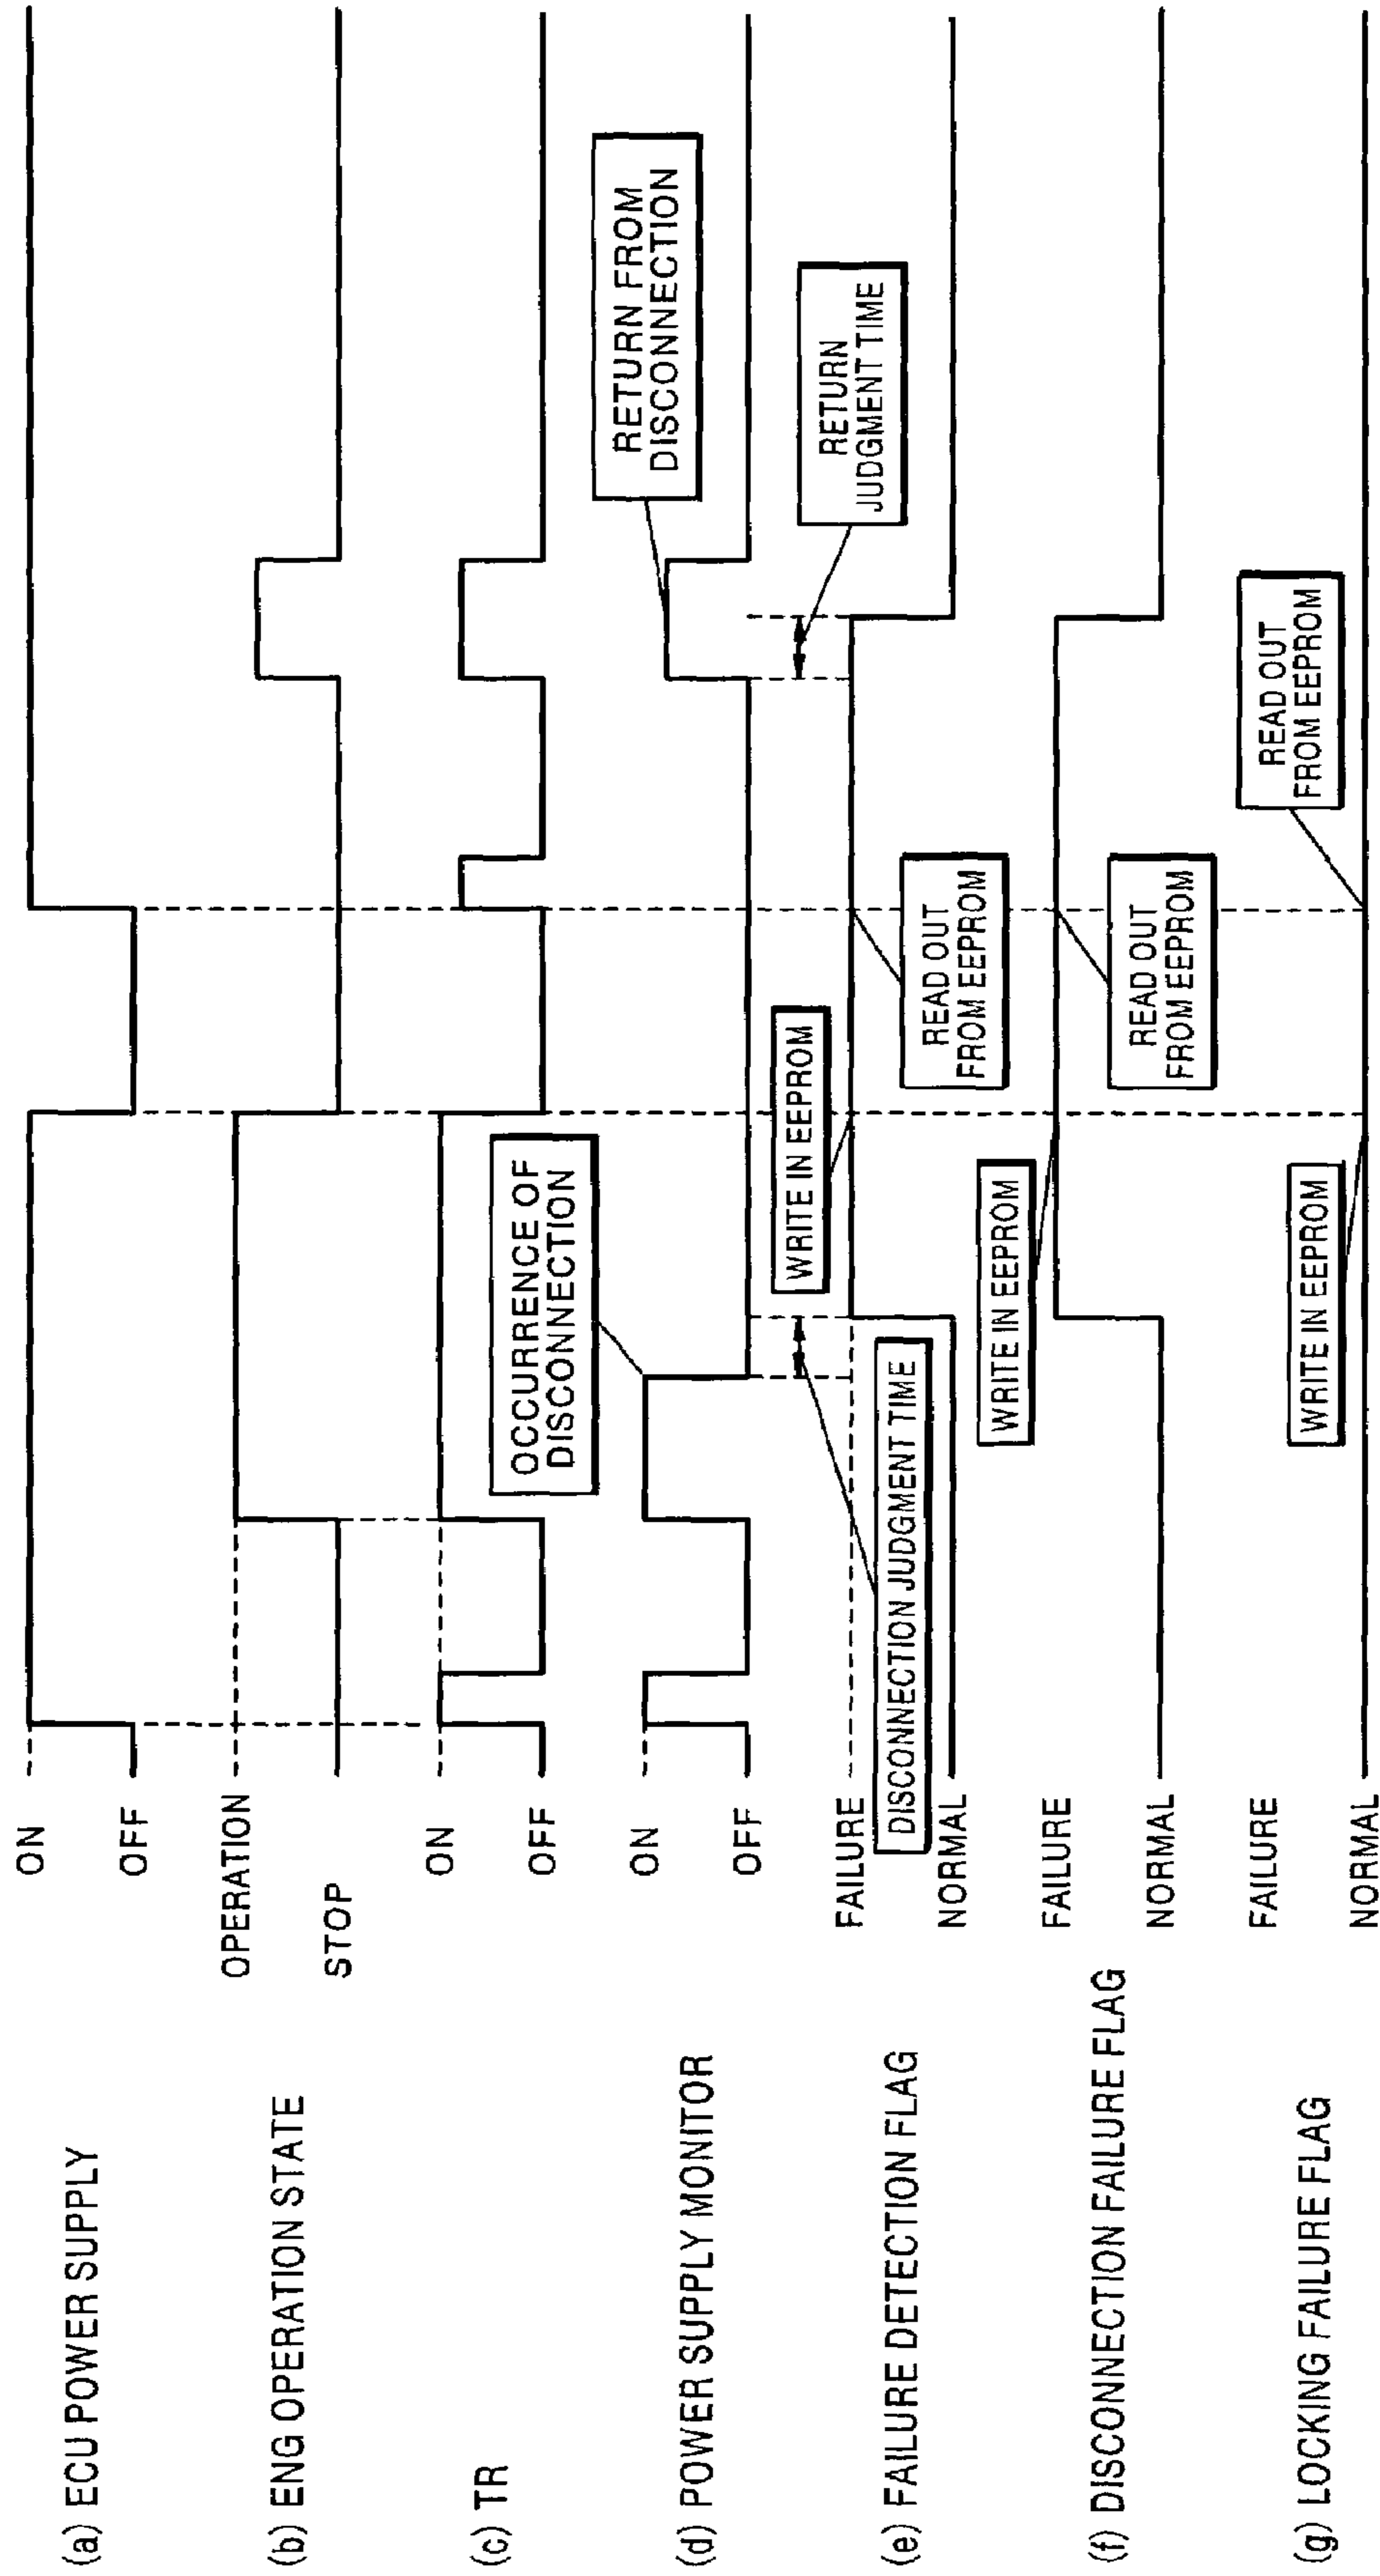 (a) ECU POWER SUPPLY
ON
OFF
(b) ENG OPERATION STATE
OPERATION
STOP
(c) TR
ON
OFF
OCCURRENCE OF
DISCONNECTION
RETURN FROM
DISCONNECTION
(d) POWER SUPPLY MONITOR
ON
OFF
WRITE IN EEPROM
RETURN
JUDGMENT TIME
(e) FAILURE DETECTION FLAG
FAILURE
DISCONNECTION JUDGMENT TIME
NORMAL
READ OUT
FROM EEPROM
WRITE IN EEPROM
(f) DISCONNECTION FAILURE FLAG
FAILURE
NORMAL
READ OUT
FROM EEPROM
(g) LOCKING FAILURE FLAG
FAILURE
NORMAL
WRITE IN EEPROM
READ OUT
FROM EEPROM